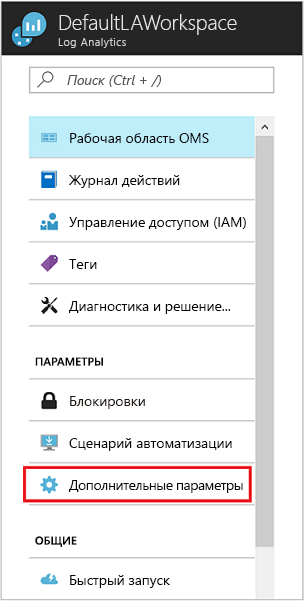 DefaultLAWorkspace
Log Analytics
Поиск (Ctrl + /)
Рабочая область OMS
Журнал действий
Управление доступом (IAM)
Теги
Диагностика и решение...
ПАРАМЕТРЫ
Блокировки
Сценарий автоматизации
Дополнительные параметры
ОБЩИЕ
Быстрый запуск